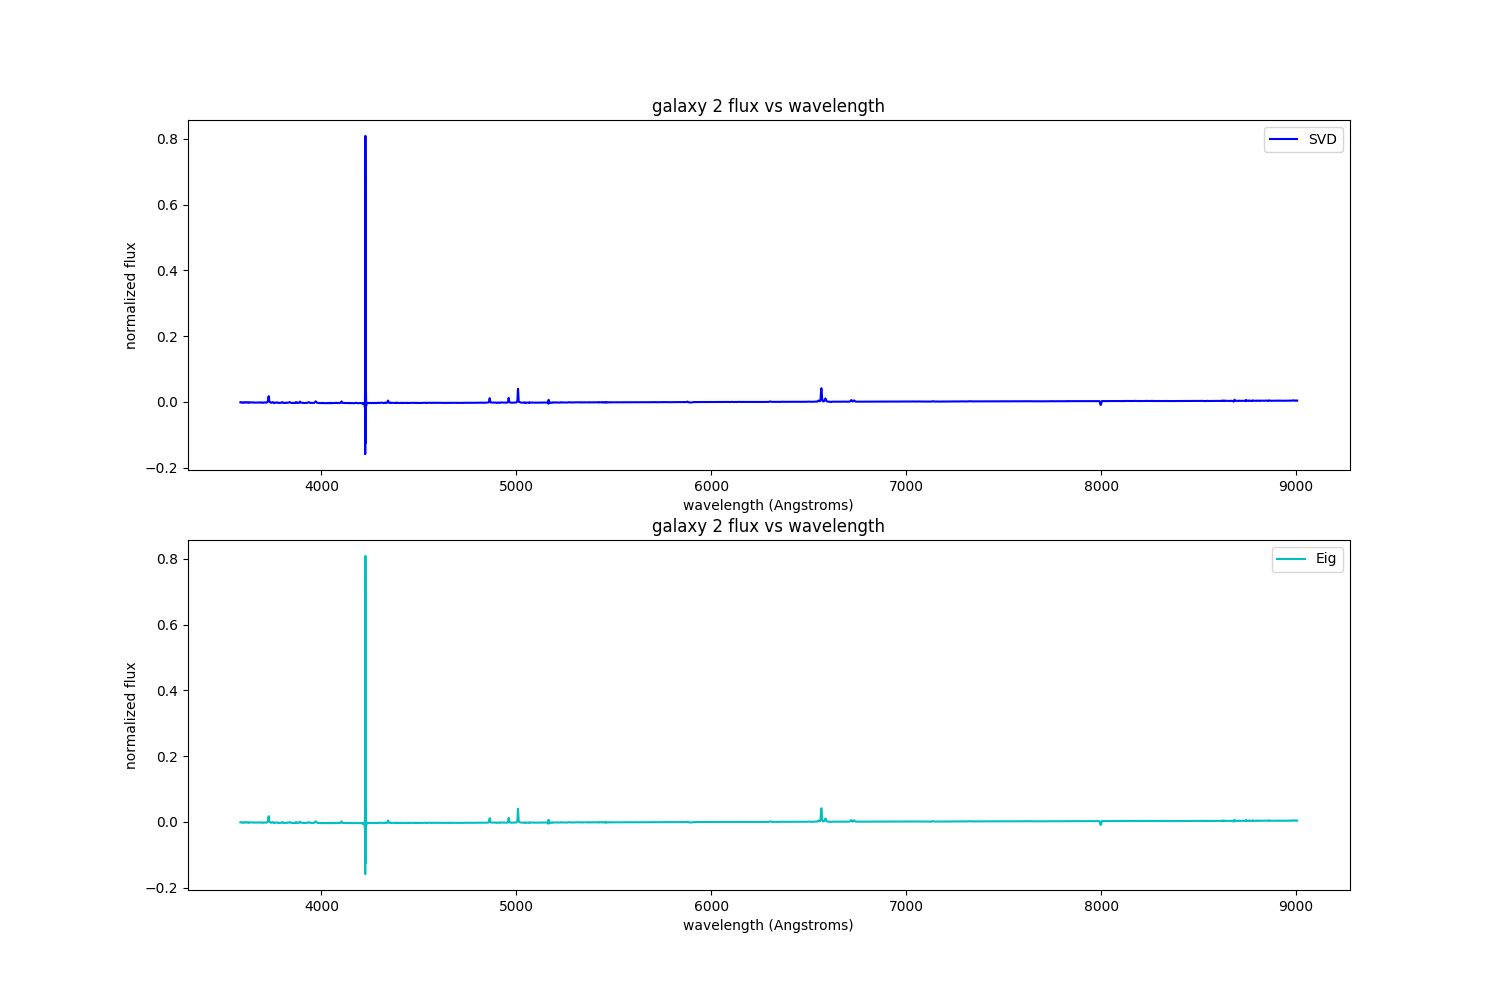 galaxy 2 flux vs wavelength
SVD
0.8
0.6
0.4
0.2
0.0
−0.2
normalized flux
4000 5000 6000 7000 8000 9000
wavelength (Angstroms)
galaxy 2 flux vs wavelength
Eig
0.8
0.6
0.4
0.2
0.0
−0.2
normalized flux
4000 5000 6000 7000 8000 9000
wavelength (Angstroms)